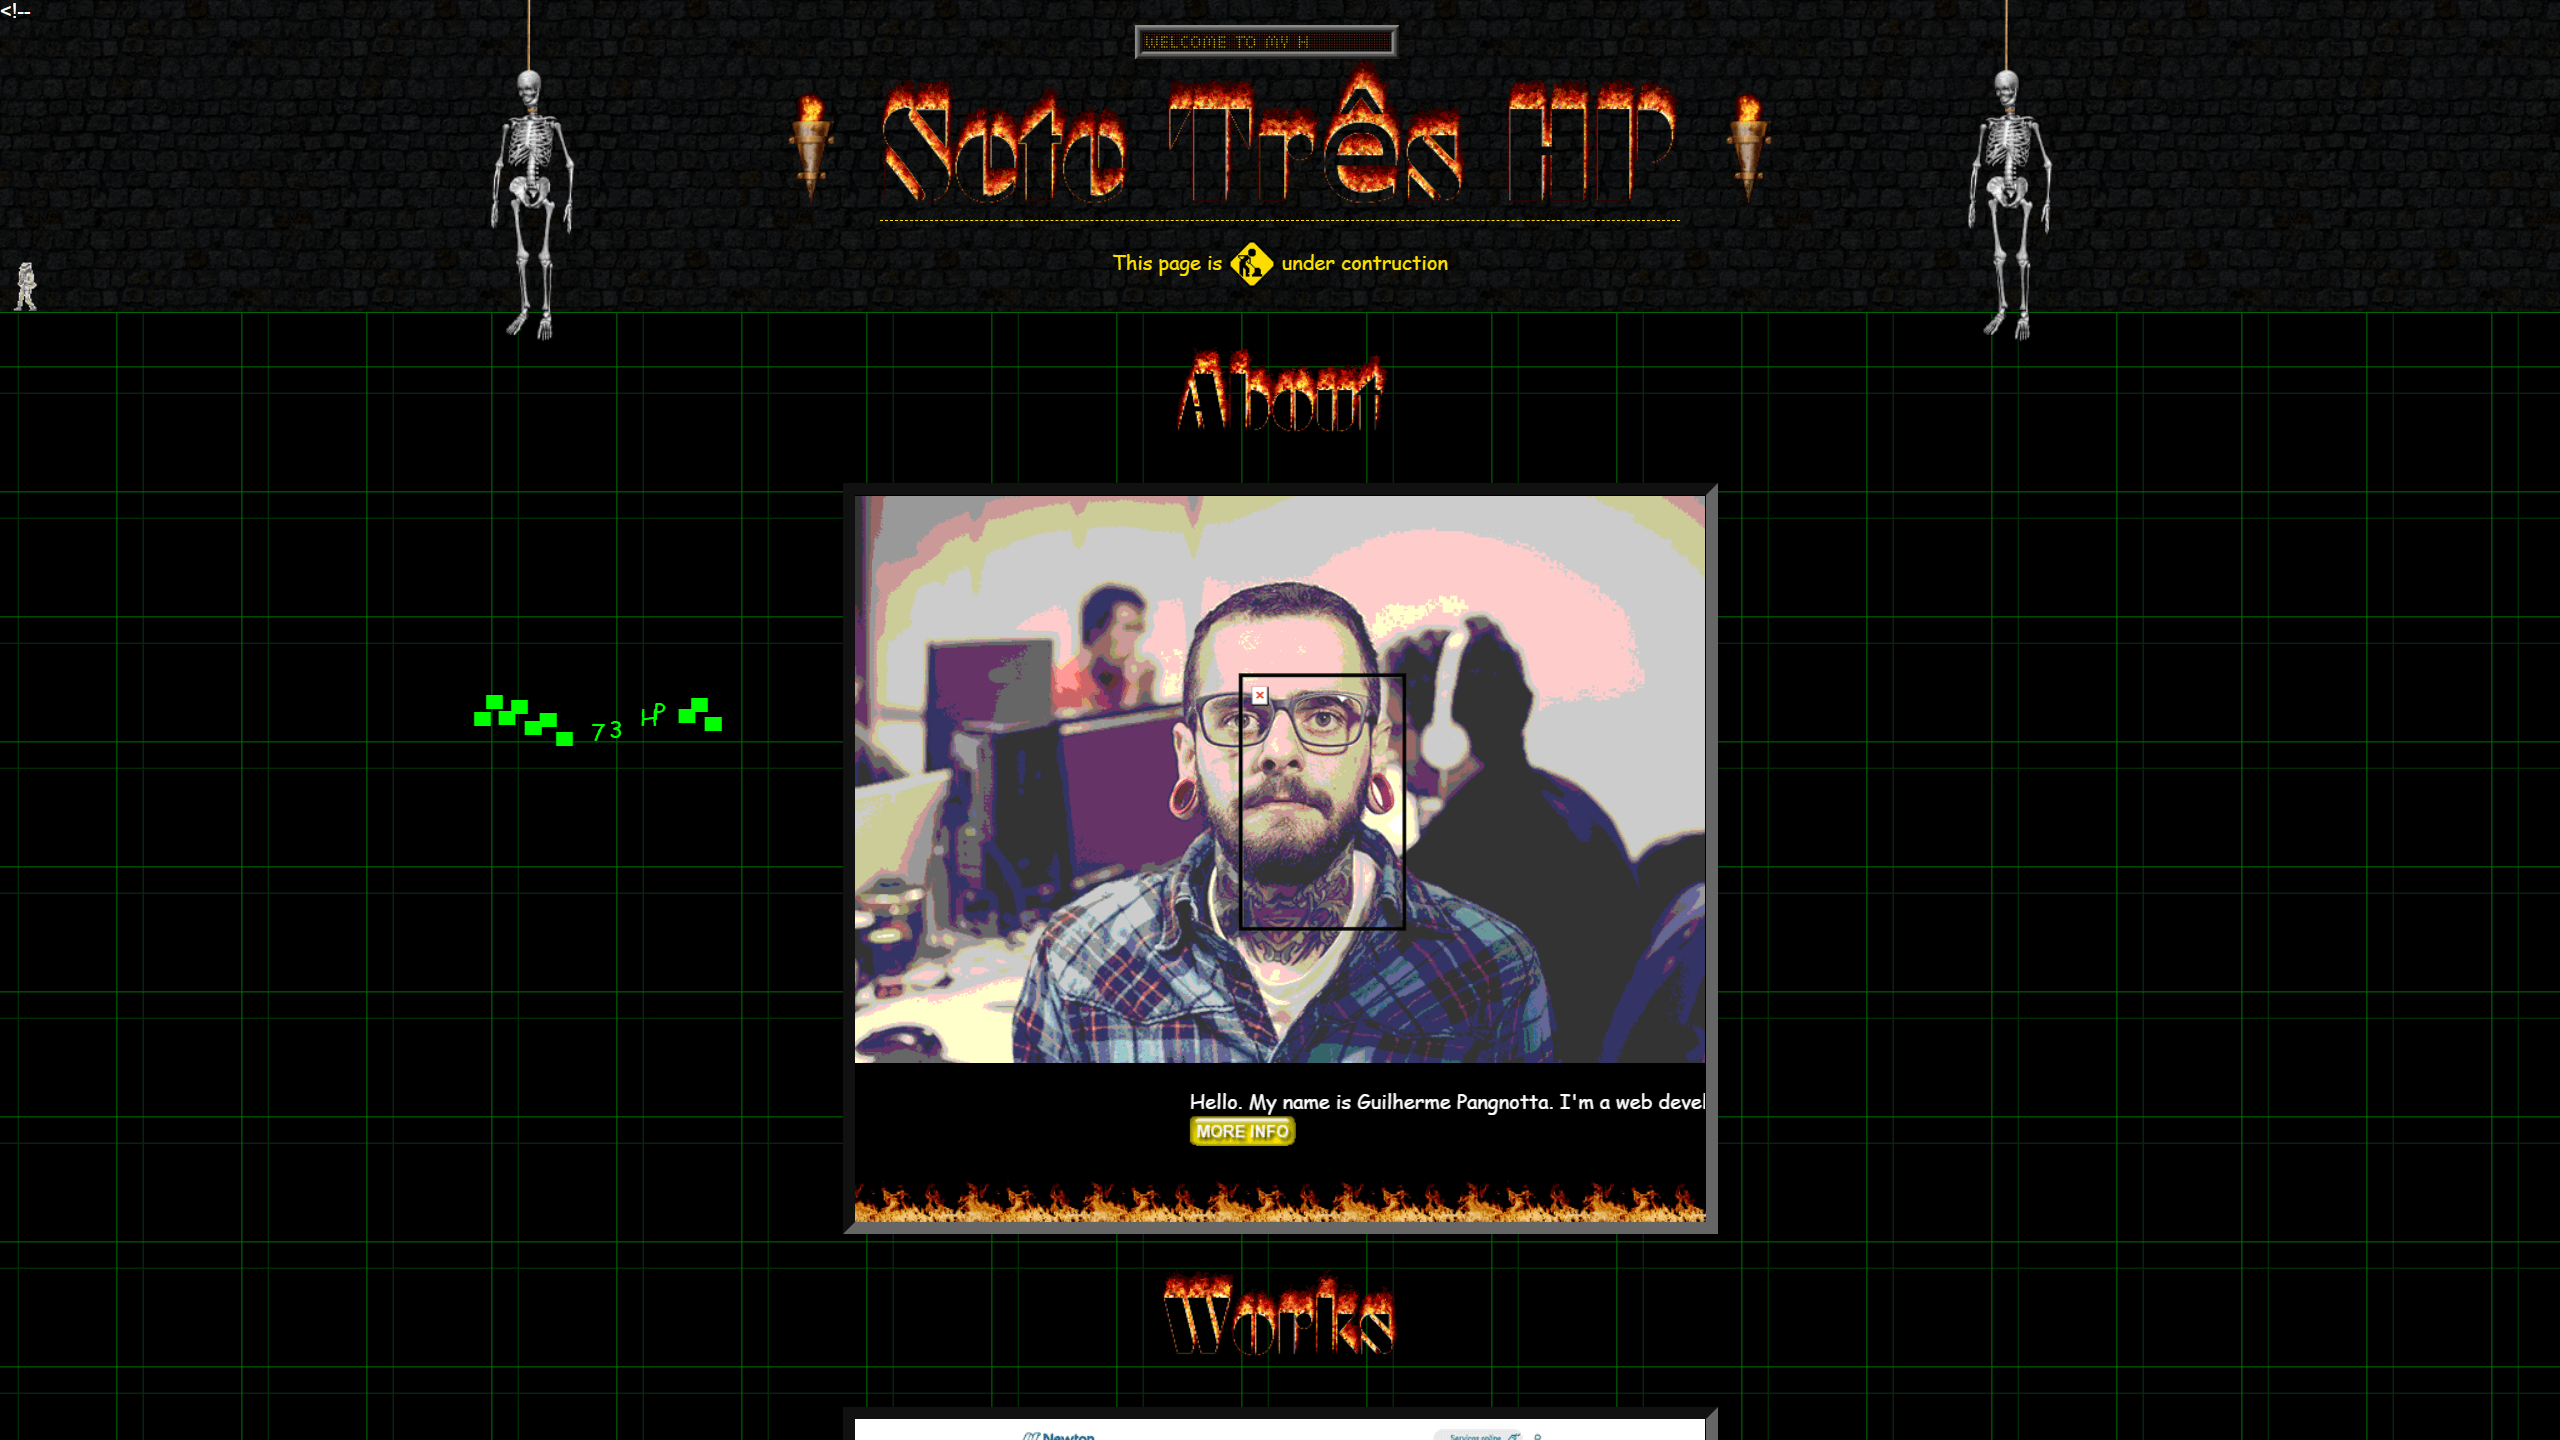 <!--
WELCOME TO MY H
Soto Três HP
This page is under contruction
About
73 HP
Hello. My name is Guilherme Pangnotta. I'm a web devel
MORE INFO
Works
Newton
Serviços online